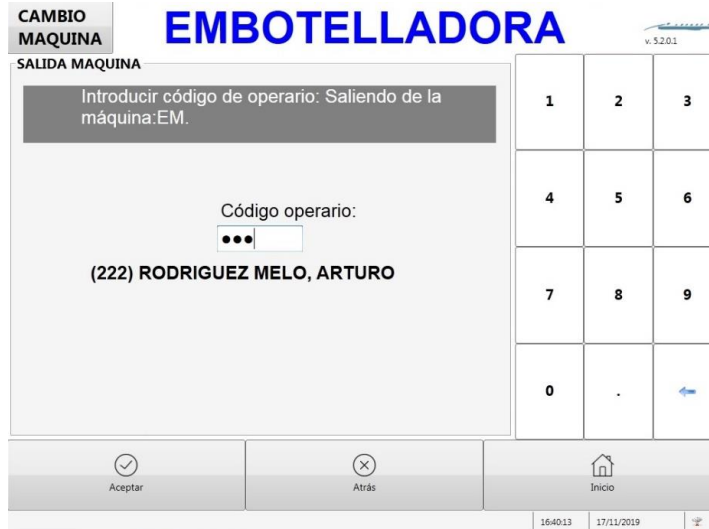 CAMBIO
MAQUINA
EMBOTELLADORA
v. 5.2.0.1
SALIDA MAQUINA
Introducir código de operario: Saliendo de la
máquina:EM.
Código operario:
(222) RODRIGUEZ MELO, ARTURO
1 2 3
4 5 6
7 8 9
0 .
Aceptar Atrás Inicio
16:40:13 17/11/2019